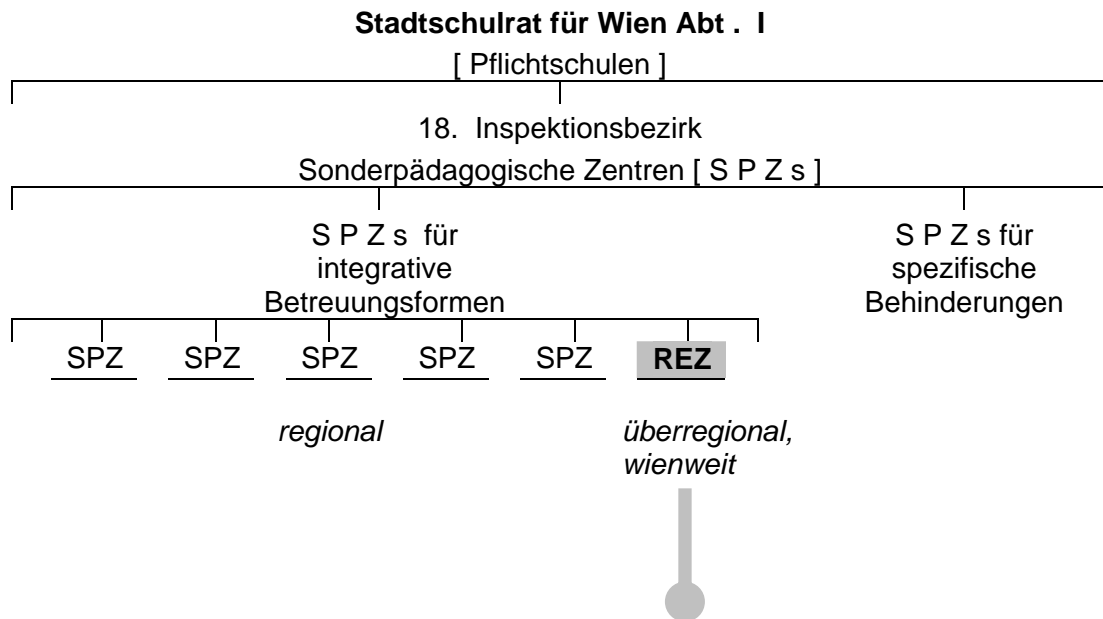 Stadtschulrat für Wien Abt . I
[ Pflichtschulen ]
18. Inspektionsbezirk
Sonderpädagogische Zentren [ S P Z s ]
S P Z s für
integrative
Betreuungsformen
S P Z s für
spezifische
Behinderungen
SPZ SPZ SPZ SPZ SPZ REZ
regional
überregional,
wienweit